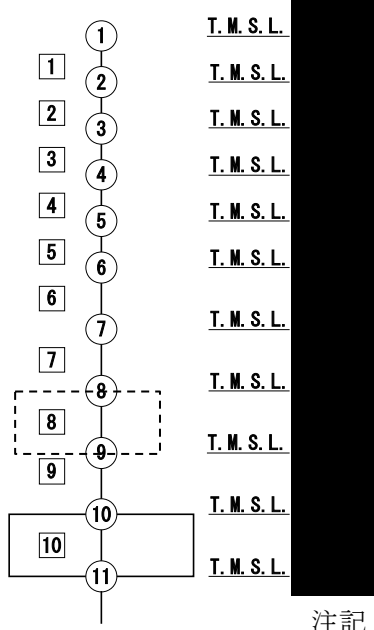 ① T. M. S. L.
1
② T. M. S. L.
2
③ T. M. S. L.
3
④ T. M. S. L.
4
⑤ T. M. S. L.
5
⑥ T. M. S. L.
6
⑦ T. M. S. L.
7
⑧ T. M. S. L.
8
⑨ T. M. S. L.
9
⑩ T. M. S. L.
10
⑪ T. M. S. L.
注記